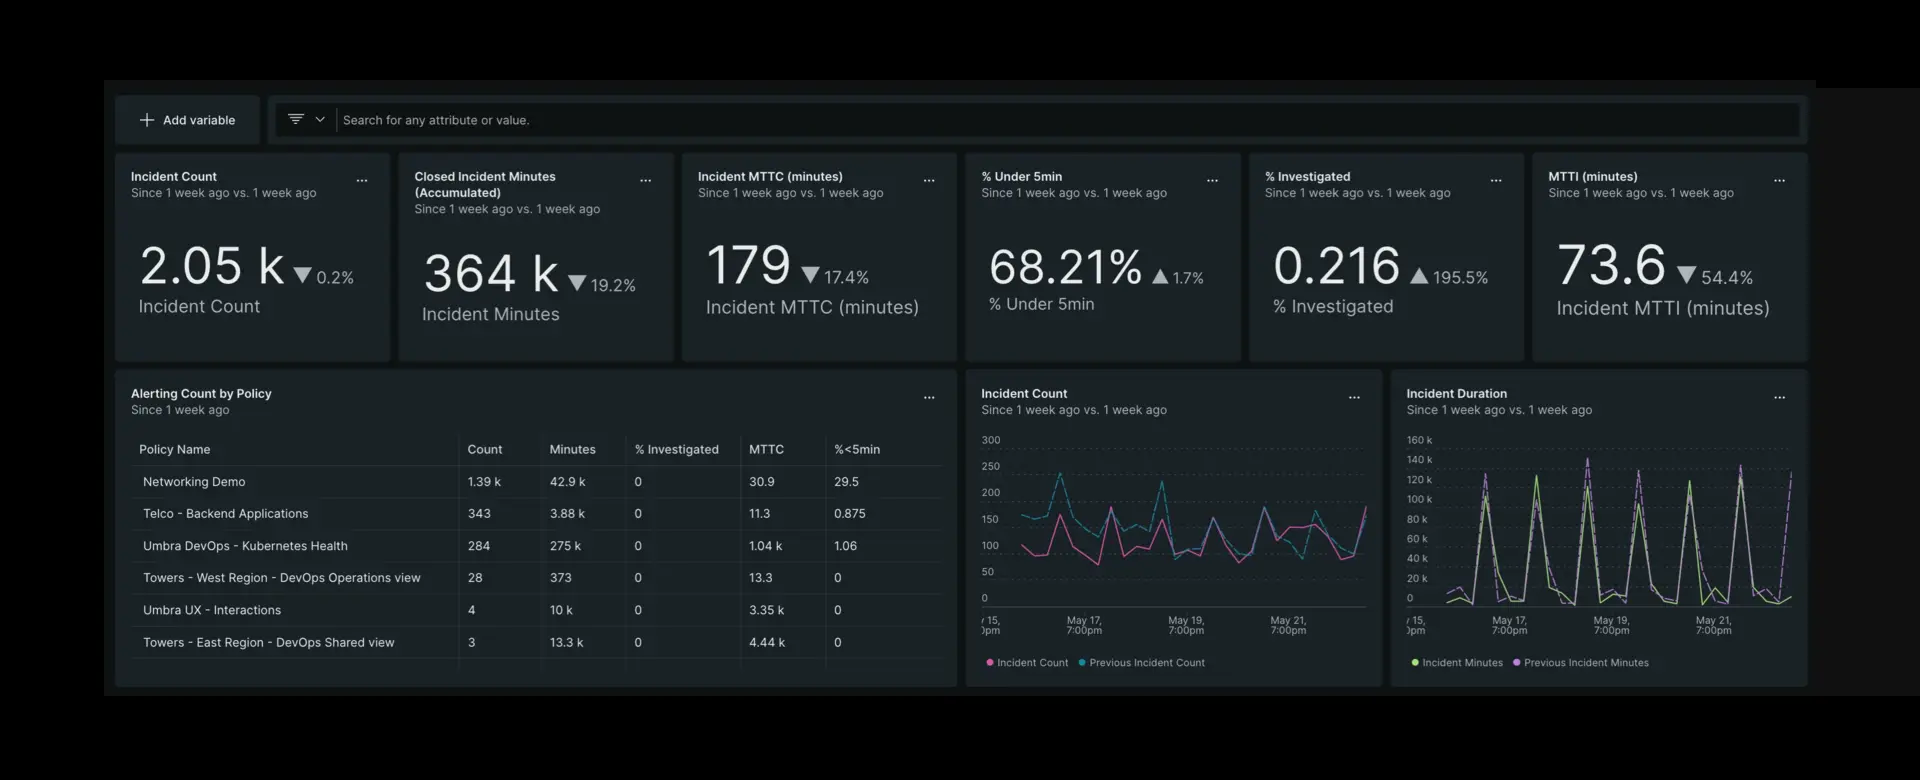 Add variable
Search for any attribute or value.
Incident Count
Since 1 week ago vs. 1 week ago
2.05 k 0.2%
Incident Count
Closed Incident Minutes
(Accumulated)
Since 1 week ago vs. 1 week ago
364 k 19.2%
Incident Minutes
Incident MTTC (minutes)
Since 1 week ago vs. 1 week ago
179 17.4%
Incident MTTC (minutes)
% Under 5min
Since 1 week ago vs. 1 week ago
68.21% 1.7%
% Under 5min
% Investigated
Since 1 week ago vs. 1 week ago
0.216 195.5%
% Investigated
MTTI (minutes)
Since 1 week ago vs. 1 week ago
73.6 54.4%
Incident MTTI (minutes)
Alerting Count by Policy
Since 1 week ago
Policy Name Count Minutes % Investigated MTTC %<5min
Networking Demo 1.39 k 42.9 k 0 30.9 29.5
Telco - Backend Applications 343 3.88 k 0 11.3 0.875
Umbra DevOps - Kubernetes Health 284 275 k 0 1.04 k 1.06
Towers - West Region - DevOps Operations view 28 373 0 13.3 0
Umbra UX - Interactions 4 10 k 0 3.35 k 0
Towers - East Region - DevOps Shared view 3 13.3 k 0 4.44 k 0
Incident Count
Since 1 week ago vs. 1 week ago
300
250
200
150
100
50
0
15, May 17, May 19, May 21,
0pm 7:00pm 7:00pm 7:00pm
Incident Count Previous Incident Count
Incident Duration
Since 1 week ago vs. 1 week ago
160 k
140 k
120 k
100 k
80 k
60 k
40 k
20 k
0
15, May 17, May 19, May 21,
0pm 7:00pm 7:00pm 7:00pm
Incident Minutes Previous Incident Minutes